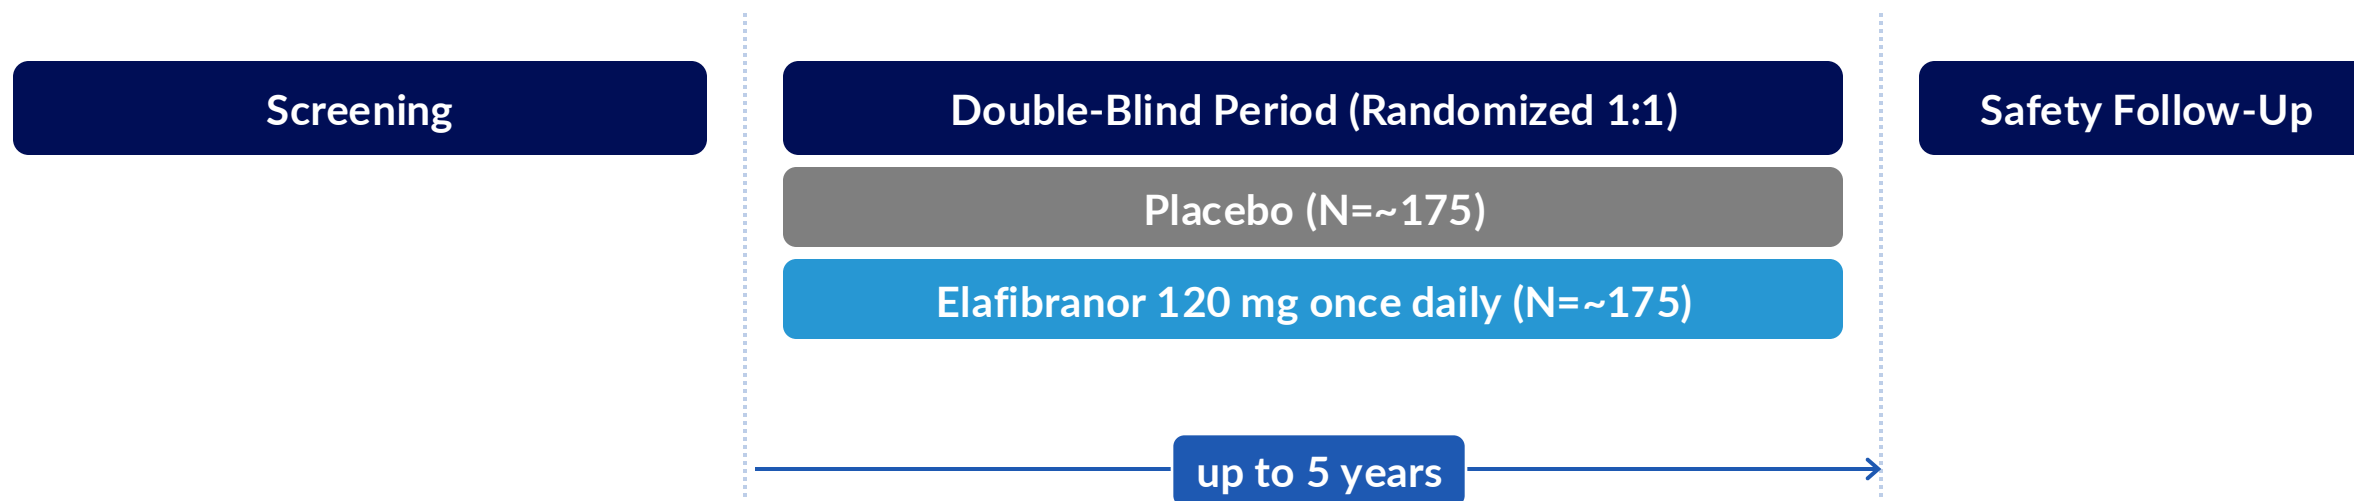 Screening
Double-Blind Period (Randomized 1:1)
Safety Follow-Up
Placebo (N=~175)
Elafibranor 120 mg once daily (N=~175)
up to 5 years